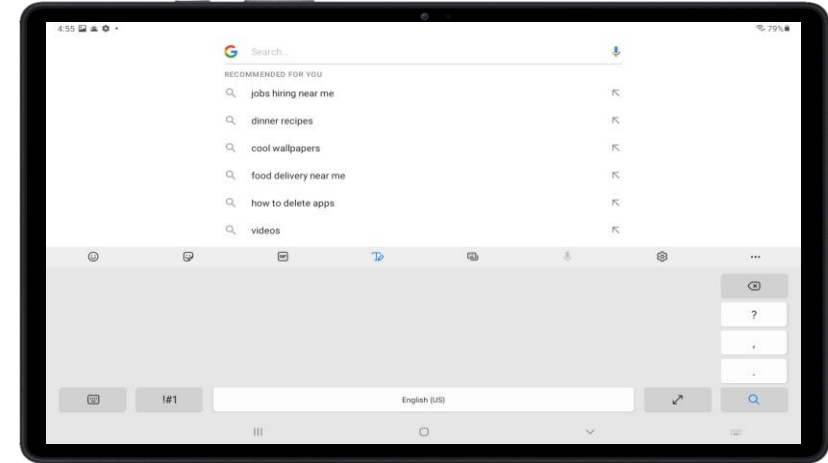 4:55
79%
Search...
RECOMMENDED FOR YOU
jobs hiring near me
dinner recipes
cool wallpapers
food delivery near me
how to delete apps
videos
GIF
?
,
.
!#1
English (US)